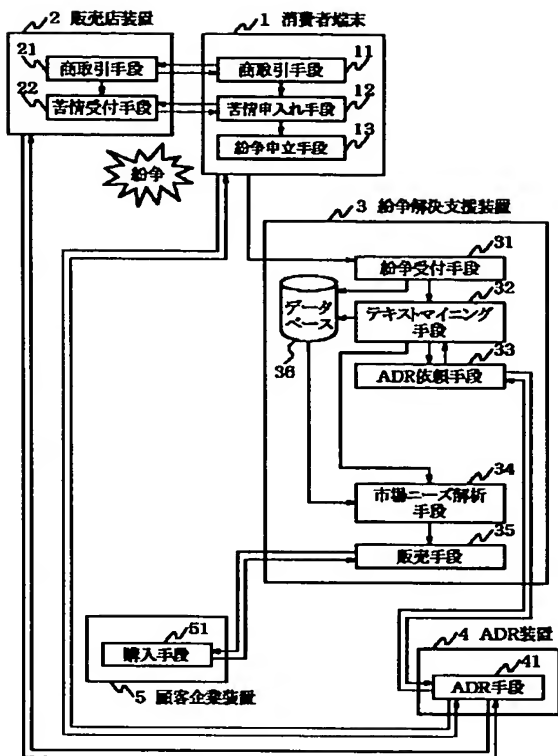 2 販売店装置
21
商取引手段
22
苦情受付手段
1 消費者端末
11
商取引手段
12
苦情申入れ手段
13
紛争申立手段
紛争
3 紛争解決支援装置
31
紛争受付手段
32
テキストマイニング
手段
33
ADR依頼手段
データ
ベース
36
34
市場ニーズ解析
手段
35
販売手段
51
購入手段
5 顧客企業装置
4 ADR装置
41
ADR手段